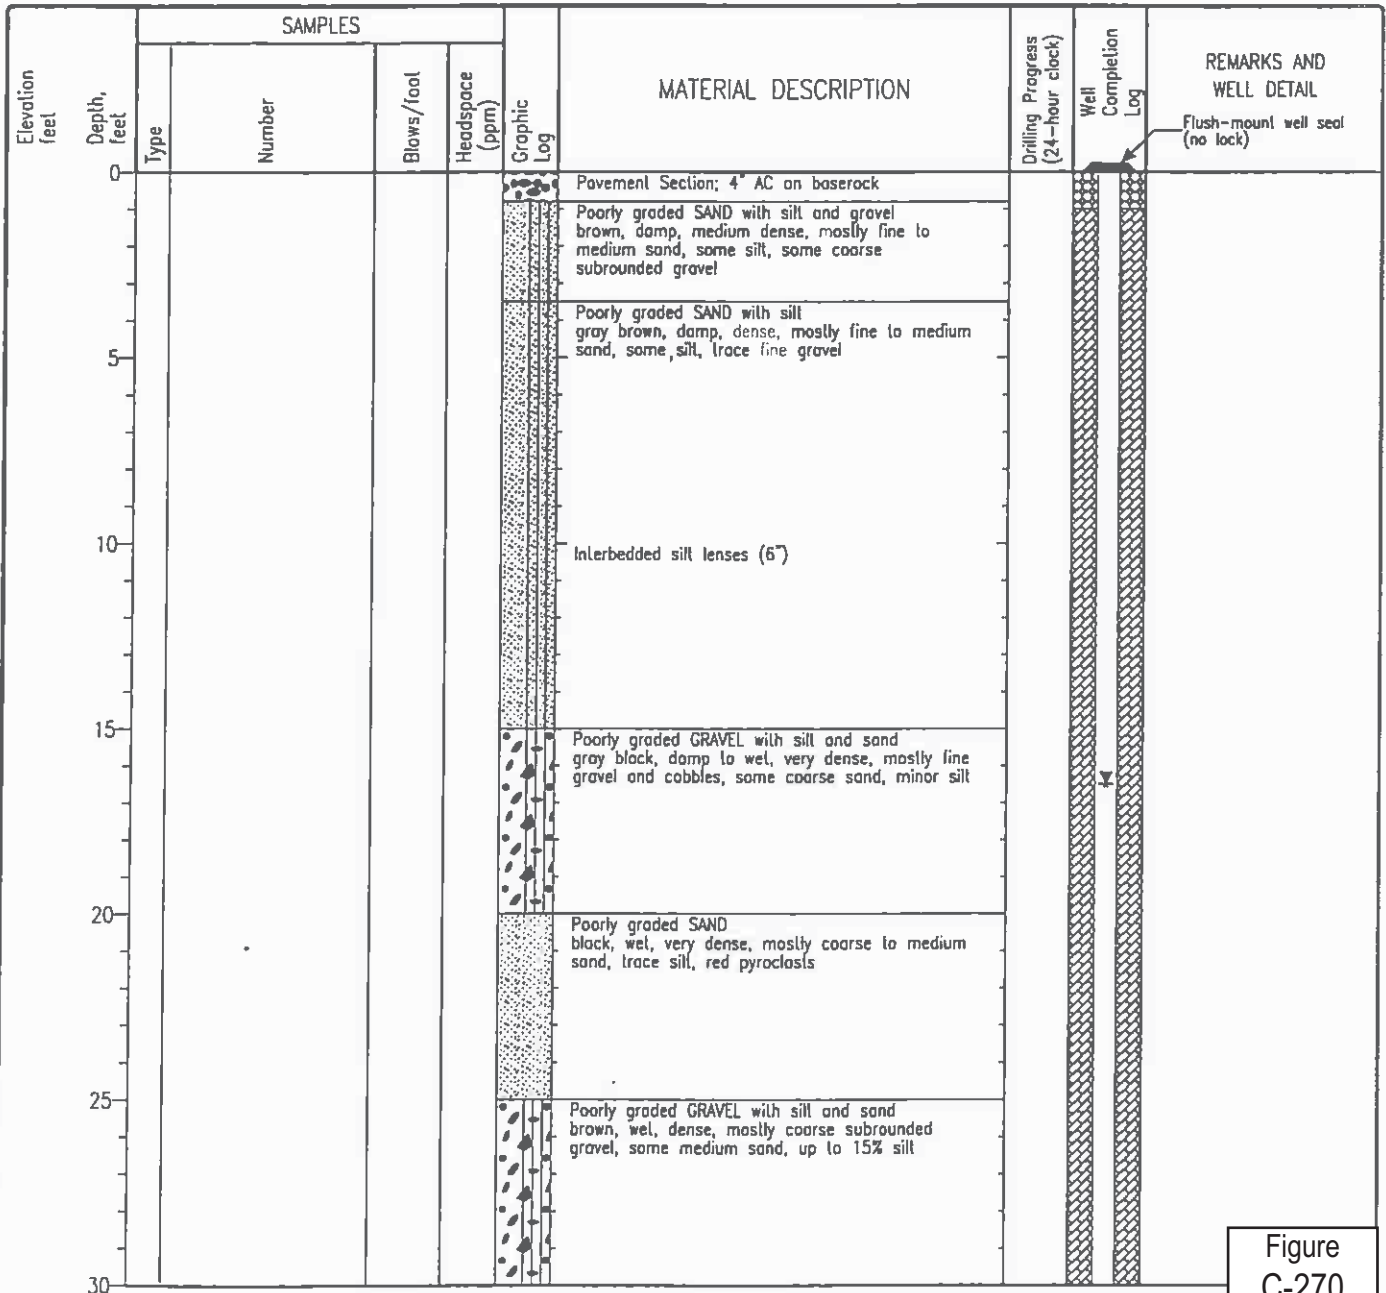 SAMPLES
Elevation
feet
Depth,
feet
Type
Number
Blows/foot
Headspace
(ppm)
Graphic
Log
MATERIAL DESCRIPTION
Drilling Progress
(24-hour clock)
Well
Completion
Log
REMARKS AND
WELL DETAIL
Flush-mount well seal
(no lock)
0
Pavement Section; 4" AC on baserock
Poorly graded SAND with silt and gravel
brown, damp, medium dense, mostly fine to
medium sand, some silt, some coarse
subrounded gravel
Poorly graded SAND with silt
gray brown, damp, dense, mostly fine to medium
sand, some silt, trace fine gravel
5
10
Interbedded silt lenses (6")
15
Poorly graded GRAVEL with silt and sand
gray black, damp to wet, very dense, mostly fine
gravel and cobbles, some coarse sand, minor silt
20
Poorly graded SAND
black, wet, very dense, mostly coarse to medium
sand, trace silt, red pyroclasts
25
Poorly graded GRAVEL with silt and sand
brown, wet, dense, mostly coarse subrounded
gravel, some medium sand, up to 15% silt
30
Figure
C-270